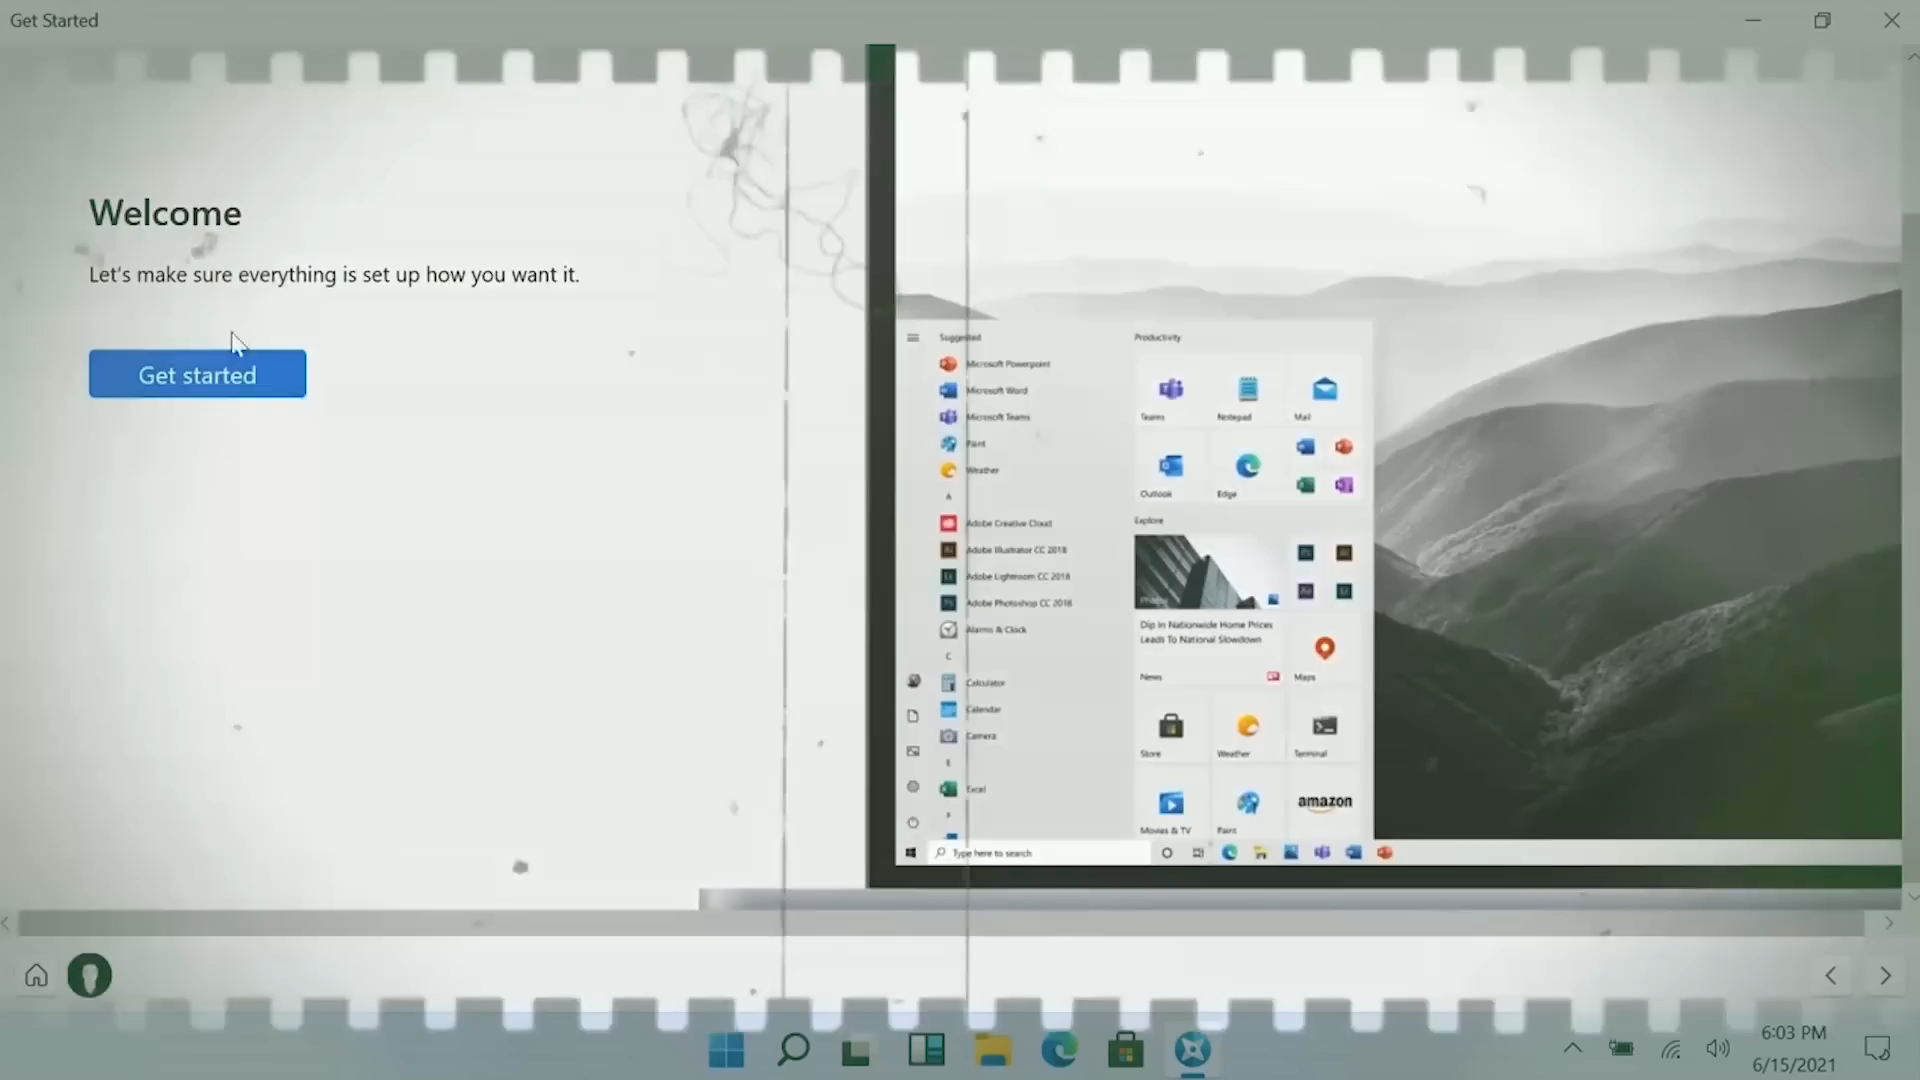 Get Started
Welcome
Let's make sure everything is set up how you want it.
Get started
Suggested
Microsoft Powerpoint
Microsoft Word
Microsoft Teams
Paint
Weather
A
Adobe Creative Cloud
Adobe Illustrator CC 2018
Adobe Lightroom CC 2018
Adobe Photoshop CC 2018
Alarms & Clock
C
Calculator
Calendar
Camera
E
Excel
F
Productivity
Teams
Notepad
Mail
Outlook
Edge
Explore
Photos
Dip In Nationwide Home Prices
Leads To National Slowdown
News
Maps
Store
Weather
Terminal
Movies & TV
Paint
amazon
Type here to search
6:03 PM
6/15/2021